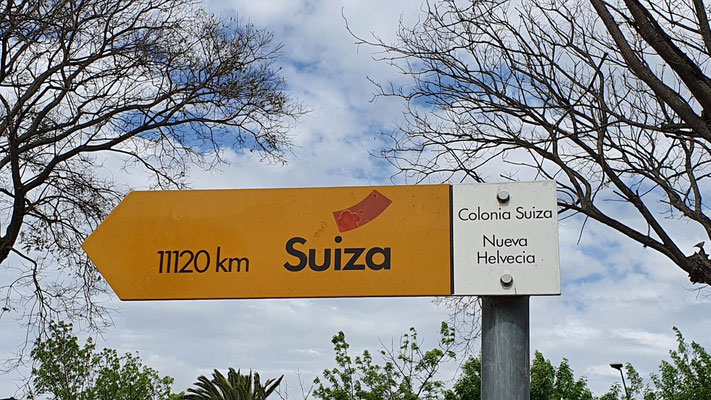 11120 km Suiza
Colonia Suiza
Nueva
Helvecia